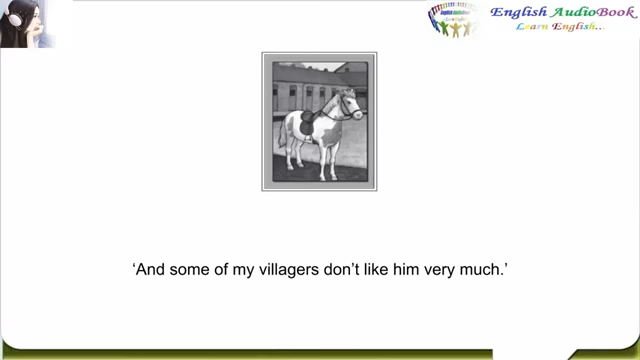 English AudioBook
Learn English...
‘And some of my villagers don’t like him very much.’